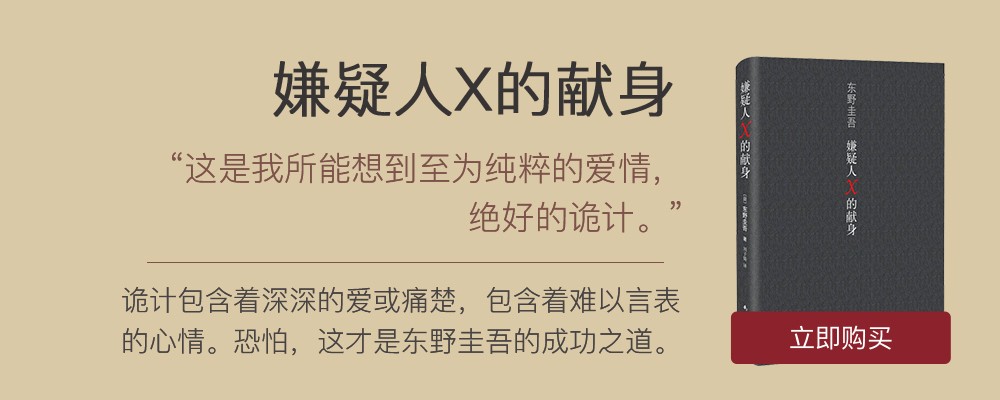 嫌疑人X的献身
“这是我所能想到至为纯粹的爱情，
绝好的诡计。”
诡计包含着深深的爱或痛楚，包含着难以言表
的心情。恐怕，这才是东野圭吾的成功之道。
嫌疑人X的献身
[日] 东野圭吾 著
东野圭吾
嫌疑人X的献身
立即购买